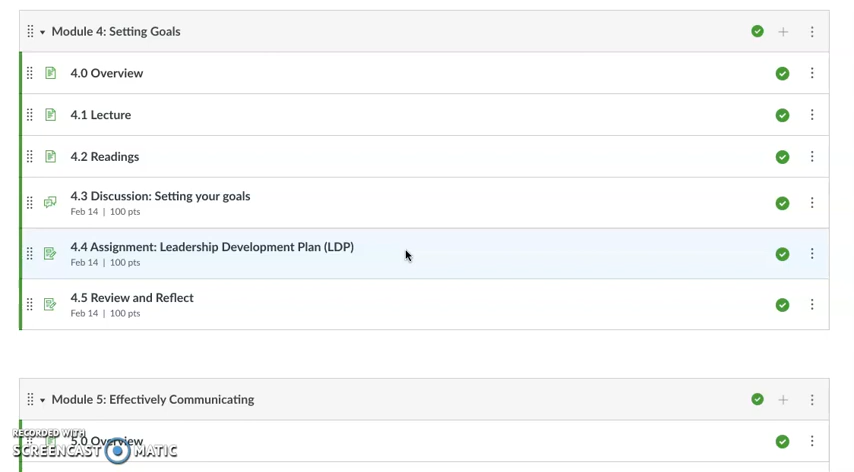 Module 4: Setting Goals
4.0 Overview
4.1 Lecture
4.2 Readings
4.3 Discussion: Setting your goals
Feb 14 | 100 pts
4.4 Assignment: Leadership Development Plan (LDP)
Feb 14 | 100 pts
4.5 Review and Reflect
Feb 14 | 100 pts
Module 5: Effectively Communicating
5.0 Overview
RECORDED WITH
SCREENCAST MATIC